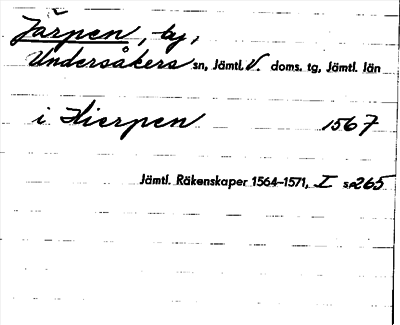 Järpen, by,
Undersåkers sn, Jämtl. V. doms. tg, Jämtl. län
i Hierpen 1567
Jämtl. Räkenskaper 1564–1571, I s 265